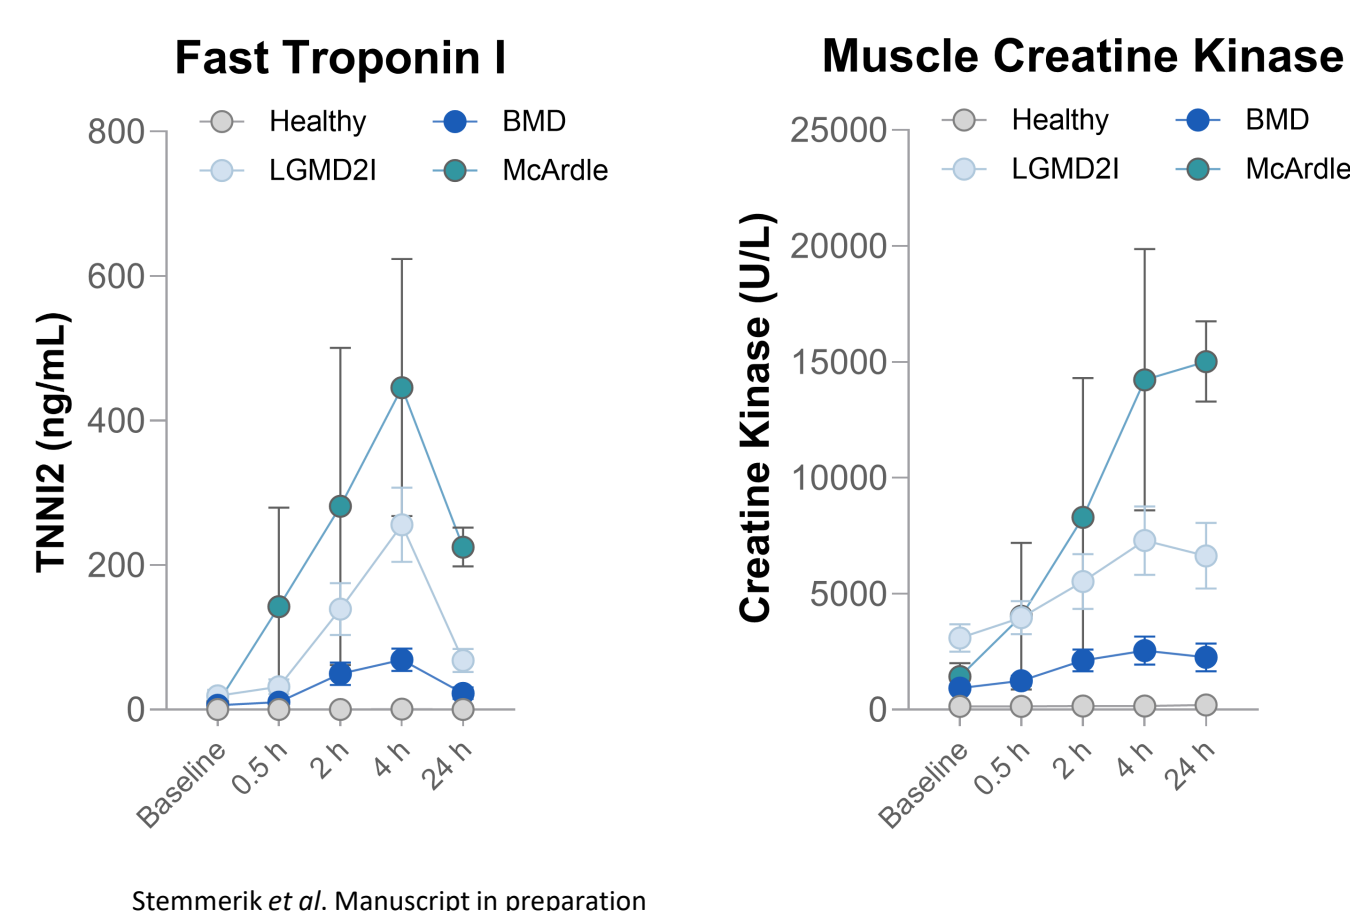 Fast Troponin I
Healthy
BMD
LGMD2I
McArdle
TNNI2 (ng/mL)
800
600
400
200
0
Baseline
0.5 h
2 h
4 h
24 h
Muscle Creatine Kinase
Healthy
BMD
LGMD2I
McArdle
Creatine Kinase (U/L)
25000
20000
15000
10000
5000
0
Baseline
0.5 h
2 h
4 h
24 h
Stemmerik et al. Manuscript in preparation